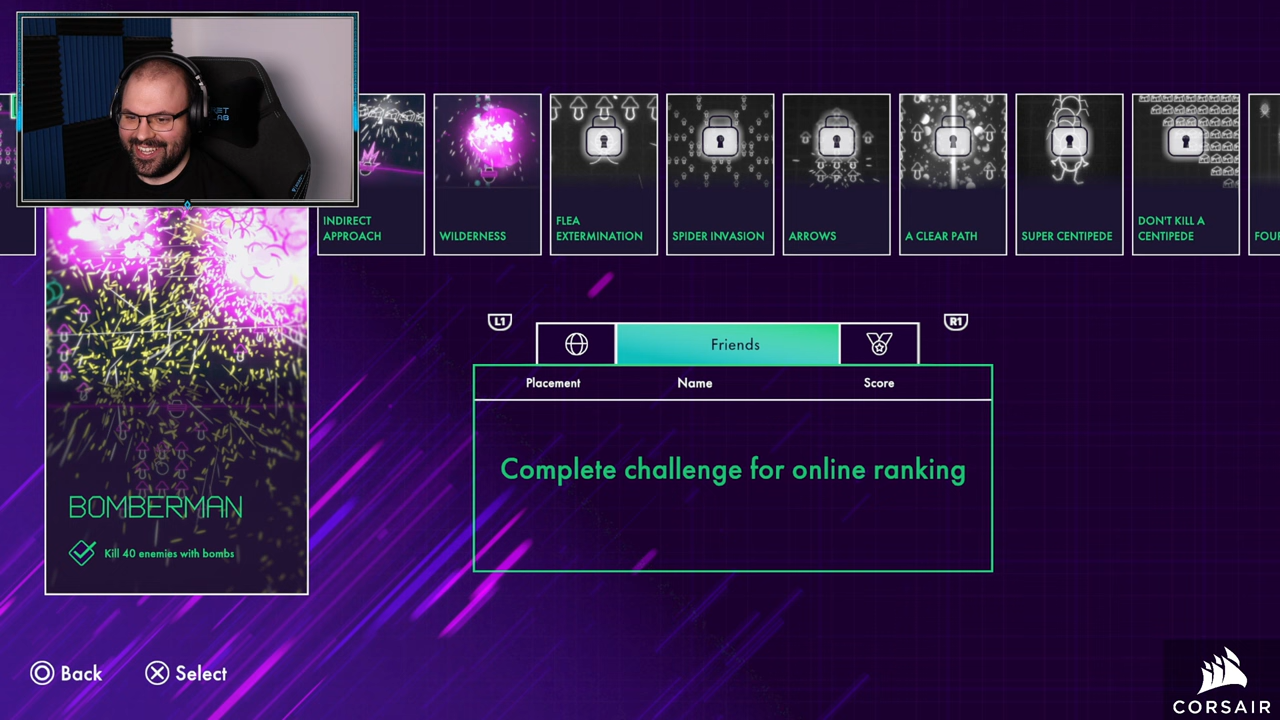 INDIRECT
APPROACH
WILDERNESS
FLEA
EXTERMINATION
SPIDER INVASION
ARROWS
A CLEAR PATH
SUPER CENTIPEDE
DON'T KILL A
CENTIPEDE
L1
R1
Friends
Placement Name Score
Complete challenge for online ranking
BOMBERMAN
Kill 40 enemies with bombs
Back Select
CORSAIR